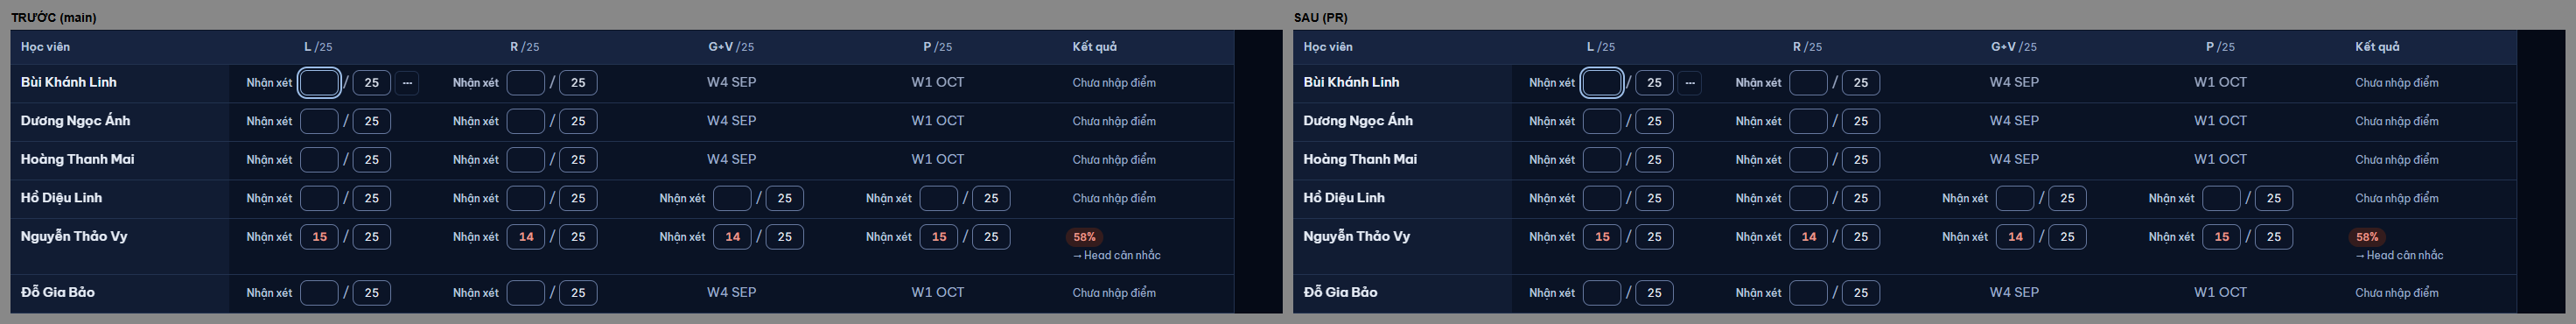 TRƯỚC (main)
Học viên L /25 R /25 G+V /25 P /25 Kết quả
Bùi Khánh Linh Nhận xét / 25 --- Nhận xét / 25 W4 SEP W1 OCT Chưa nhập điểm
Dương Ngọc Ánh Nhận xét / 25 Nhận xét / 25 W4 SEP W1 OCT Chưa nhập điểm
Hoàng Thanh Mai Nhận xét / 25 Nhận xét / 25 W4 SEP W1 OCT Chưa nhập điểm
Hồ Diệu Linh Nhận xét / 25 Nhận xét / 25 Nhận xét / 25 Nhận xét / 25 Chưa nhập điểm
Nguyễn Thảo Vy Nhận xét 15 / 25 Nhận xét 14 / 25 Nhận xét 14 / 25 Nhận xét 15 / 25 58%
→ Head cân nhắc
Đỗ Gia Bảo Nhận xét / 25 Nhận xét / 25 W4 SEP W1 OCT Chưa nhập điểm
SAU (PR)
Học viên L /25 R /25 G+V /25 P /25 Kết quả
Bùi Khánh Linh Nhận xét / 25 --- Nhận xét / 25 W4 SEP W1 OCT Chưa nhập điểm
Dương Ngọc Ánh Nhận xét / 25 Nhận xét / 25 W4 SEP W1 OCT Chưa nhập điểm
Hoàng Thanh Mai Nhận xét / 25 Nhận xét / 25 W4 SEP W1 OCT Chưa nhập điểm
Hồ Diệu Linh Nhận xét / 25 Nhận xét / 25 Nhận xét / 25 Nhận xét / 25 Chưa nhập điểm
Nguyễn Thảo Vy Nhận xét 15 / 25 Nhận xét 14 / 25 Nhận xét 14 / 25 Nhận xét 15 / 25 58%
→ Head cân nhắc
Đỗ Gia Bảo Nhận xét / 25 Nhận xét / 25 W4 SEP W1 OCT Chưa nhập điểm